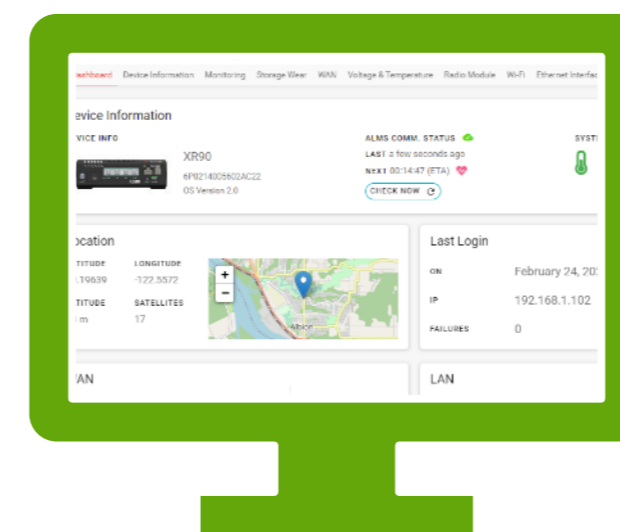 ashboard Device Information Monitoring Storage Wear WAN Voltage & Temperature Radio Module Wi-Fi Ethernet Interfac
evice Information
VICE INFO
XR90
OS Version 2.0
ALMS COMM. STATUS
LAST a few seconds ago
NEXT 00:14:47 (ETA)
CHECK NOW
SYST
ocation
TITUDE LONGITUDE
.19639 -122.5572
TITUDE SATELLITES
m 17
+
−
Albion
Last Login
ON February 24, 20
IP 192.168.1.102
FAILURES 0
AN
LAN